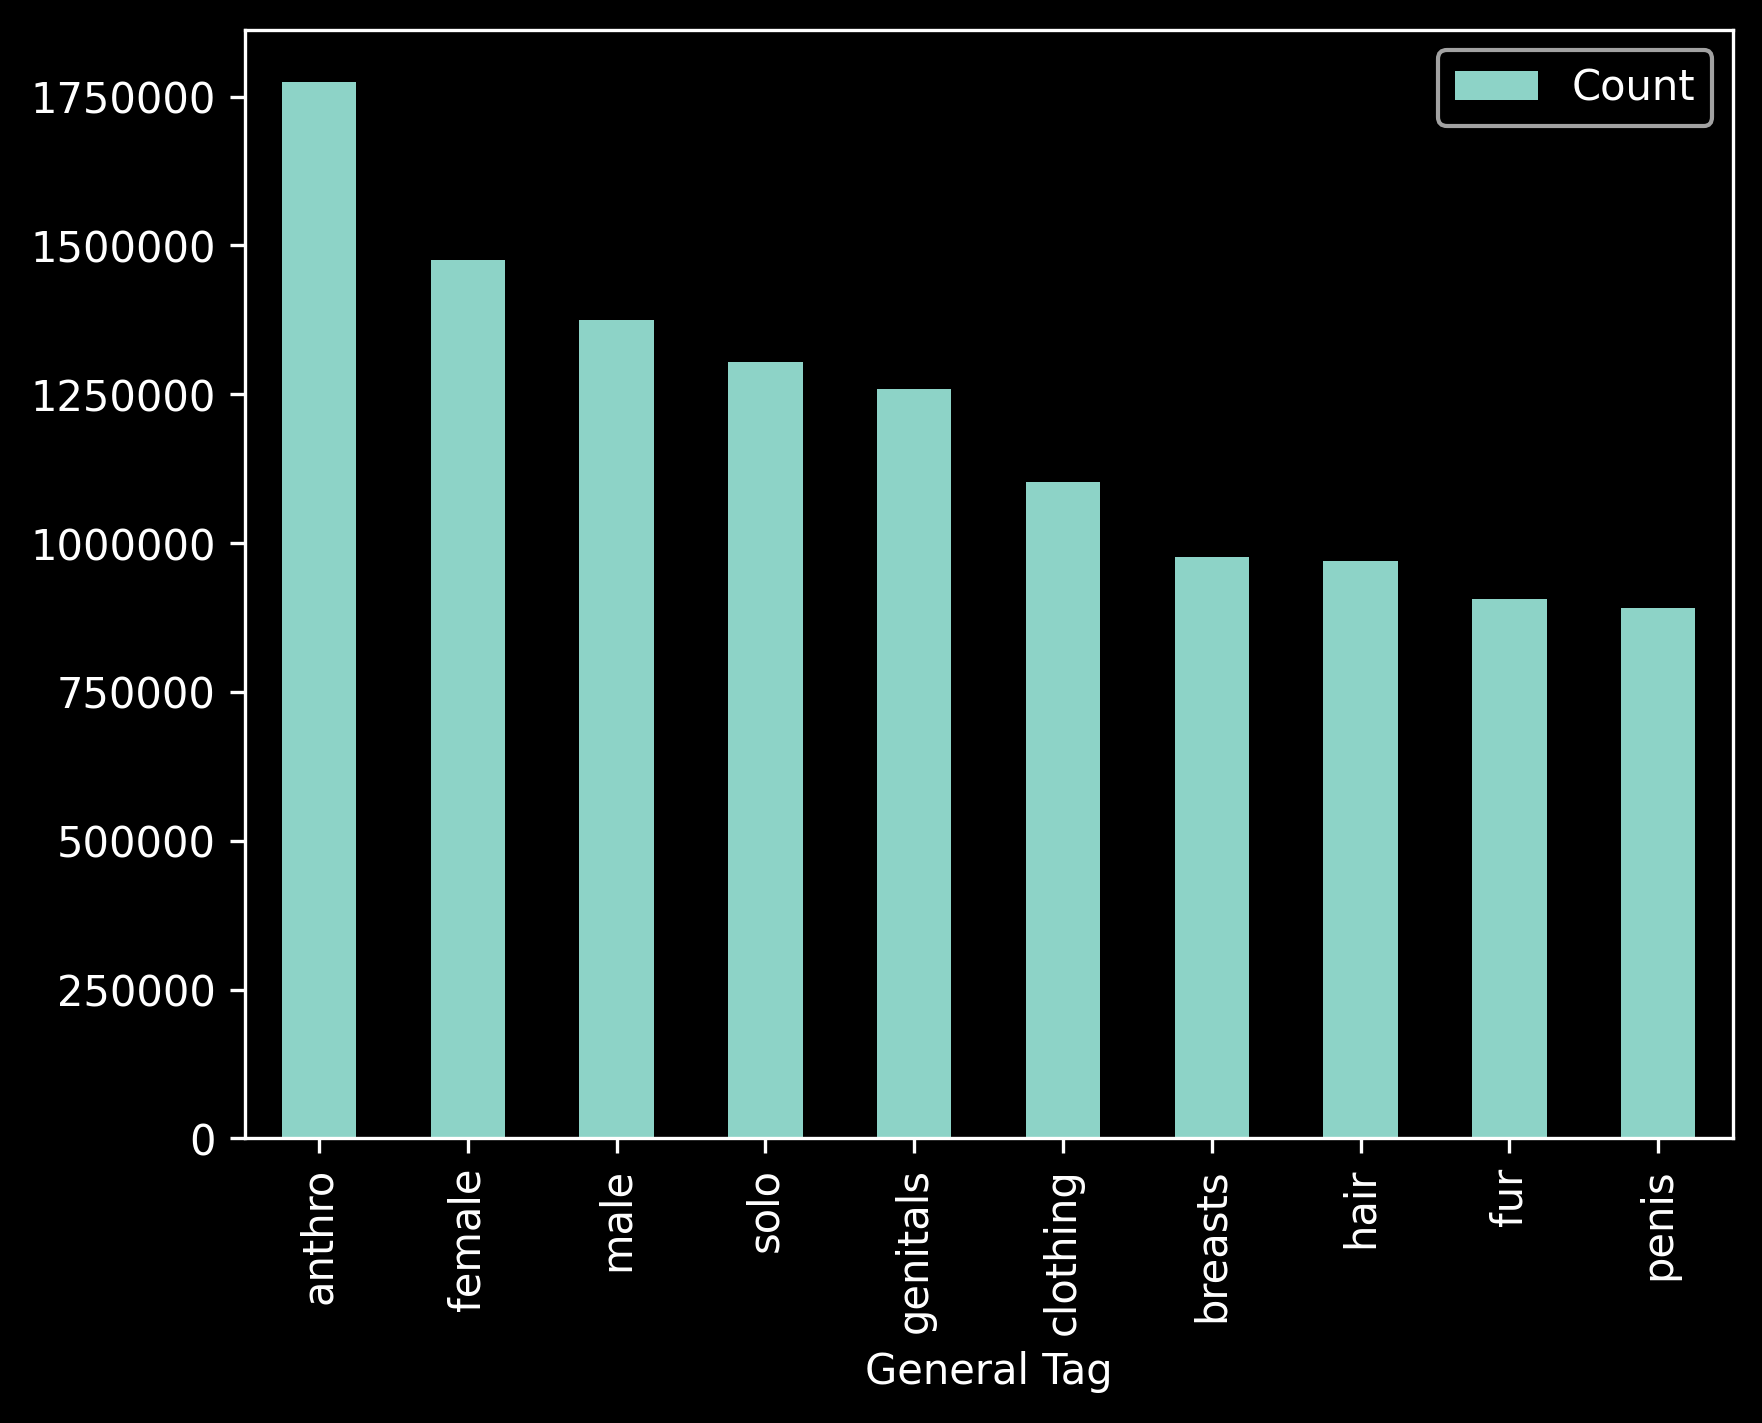 Count
1750000
1500000
1250000
1000000
750000
500000
250000
0
anthro
female
male
solo
genitals
clothing
breasts
hair
fur
penis
General Tag